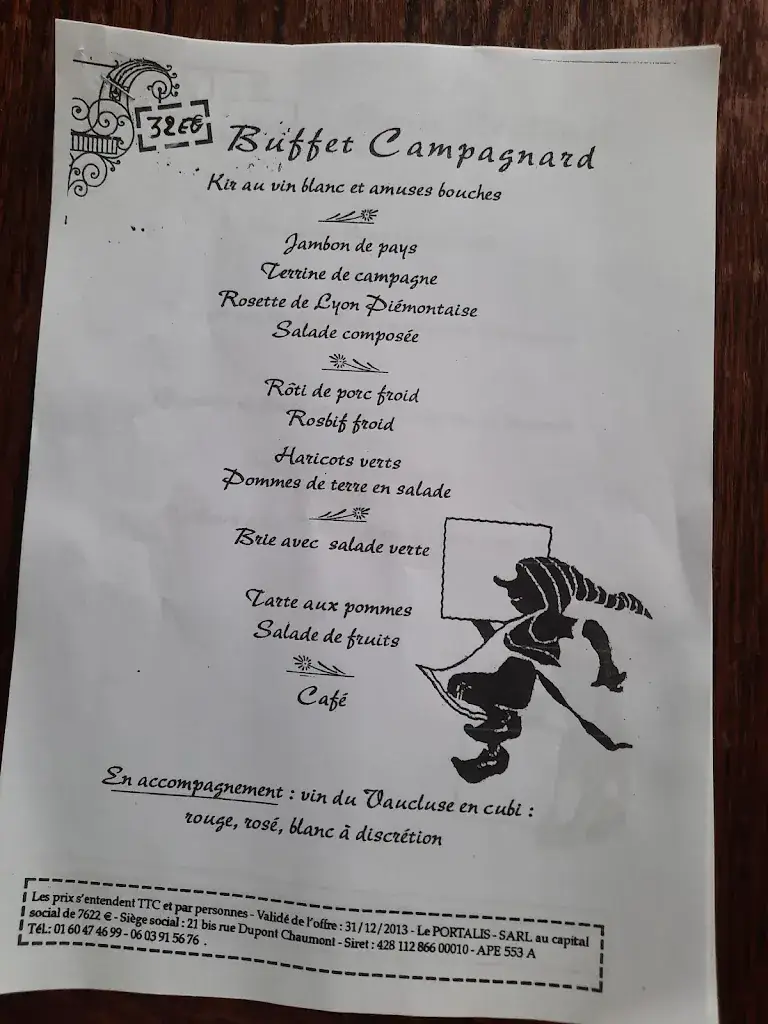 32€
Buffet Campagnard
Kir au vin blanc et amuses bouches
Jambon de pays
Terrine de campagne
Rosette de Lyon Piémontaise
Salade composée
Rôti de porc froid
Rosbif froid
Haricots verts
Pommes de terre en salade
Brie avec salade verte
Tarte aux pommes
Salade de fruits
Café
En accompagnement : vin du Vaucluse en cubi :
rouge, rosé, blanc à discrétion
Les prix s'entendent TTC et par personnes - Validé de l'offre : 31/12/2013 - Le PORTALIS - SARL au capital
social de 7622 € - Siège social : 21 bis rue Dupont Chaumont - Siret : 428 112 866 00010 - APE 553 A
Tél.: 01 60 47 46 99 - 06 03 91 56 76 .